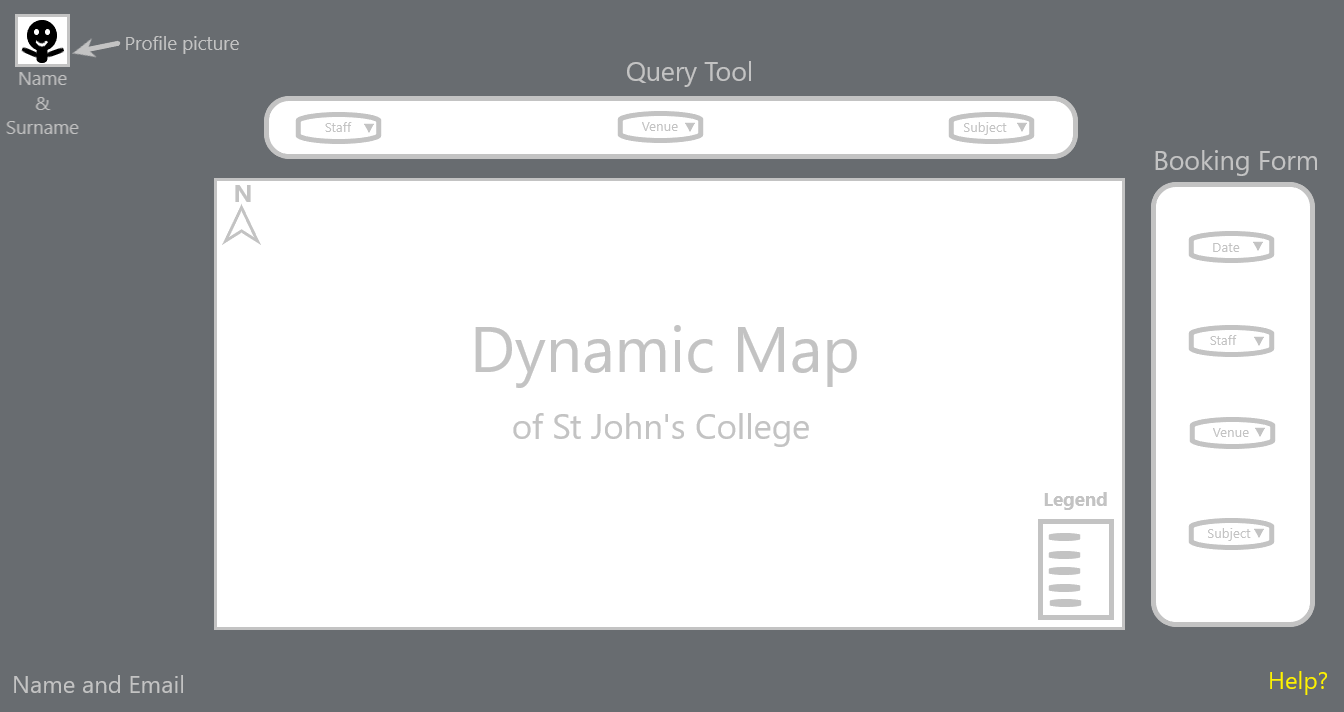 Profile picture
Name
&
Surname
Query Tool
Staff
Venue
Subject
Booking Form
N
Dynamic Map
of St John's College
Legend
Date
Staff
Venue
Subject
Name and Email
Help?